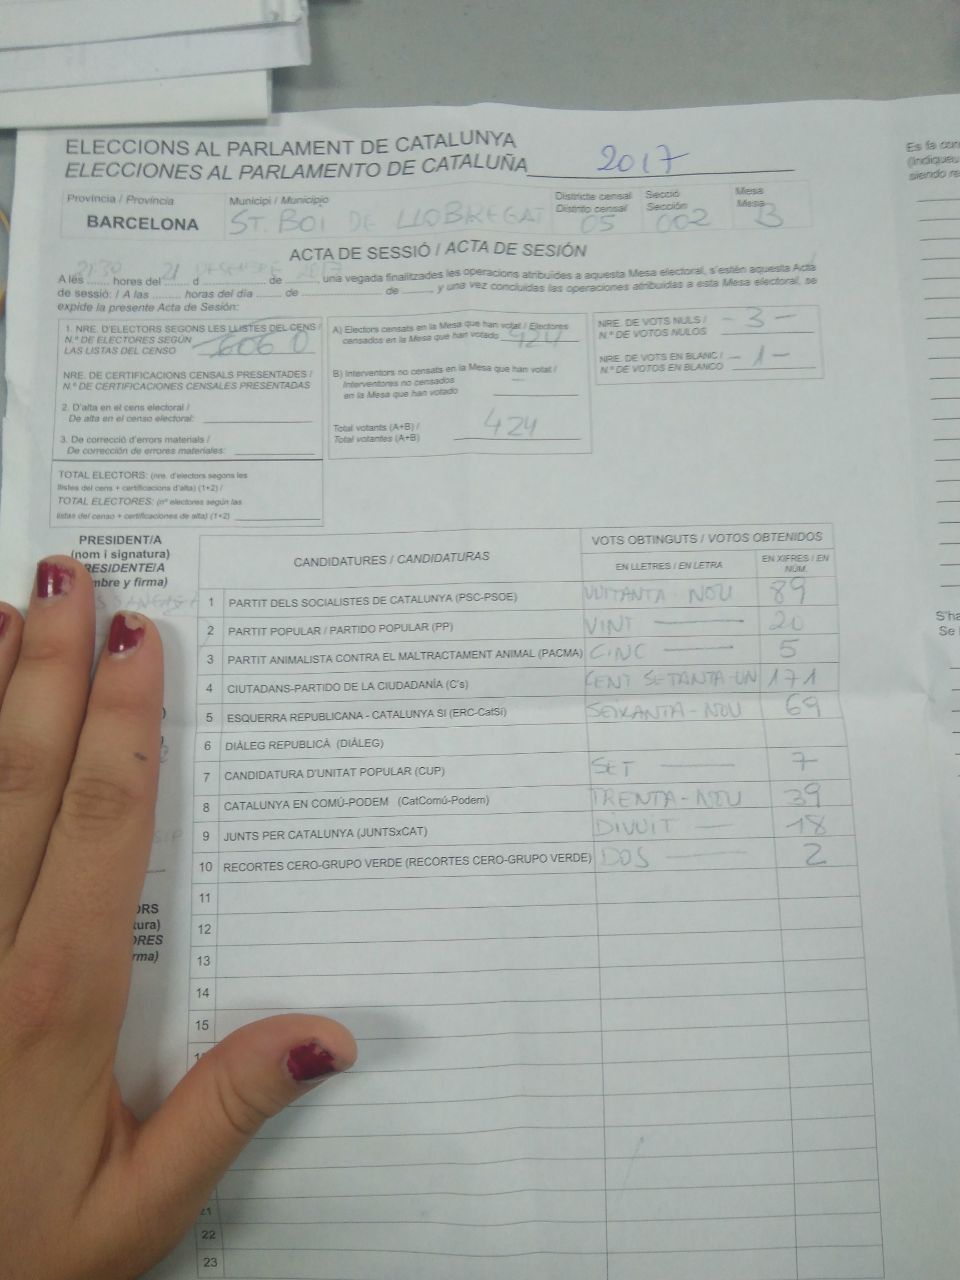 ELECCIONS AL PARLAMENT DE CATALUNYA
ELECCIONES AL PARLAMENTO DE CATALUÑA 2017
Província / Provincia
BARCELONA
Municipi / Municipio
ST. BOI DE LLOBREGAT
Districte censal
Distrito censal
05
Secció
Sección
002
Mesa
Mesa
B
ACTA DE SESSIÓ / ACTA DE SESIÓN
A les 21:30 hores del 21 d DESEMBRE de 2017, una vegada finalitzades les operacions atribuïdes a aquesta Mesa electoral, s'estén aquesta Acta
de sessió: / A las ......... horas del día ....... de ........................ de ........ y una vez concluidas las operaciones atribuidas a esta Mesa electoral, se
expide la presente Acta de Sesión:
1. NRE. D'ELECTORS SEGONS LES LLISTES DEL CENS /
N.º DE ELECTORES SEGÚN
LAS LISTAS DEL CENSO
NRE. DE CERTIFICACIONS CENSALS PRESENTADES /
N.º DE CERTIFICACIONES CENSALES PRESENTADAS
2. D'alta en el cens electoral /
De alta en el censo electoral:
3. De correcció d'errors materials /
De corrección de errores materiales:
TOTAL ELECTORS: (nre. d'electors segons les
llistes del cens + certificacions d'alta) (1+2) /
TOTAL ELECTORES: (nº electores según las
listas del censo + certificaciones de alta) (1+2)
A) Electors censats en la Mesa que han votat / Electores
censados en la Mesa que han votado 424
B) Interventors no censats en la Mesa que han votat /
Interventores no censados
en la Mesa que han votado —
Total votants (A+B) /
Total votantes (A+B) 424
NRE. DE VOTS NULS /
N.º DE VOTOS NULOS - 3 -
NRE. DE VOTS EN BLANC /
N.º DE VOTOS EN BLANCO - 1 -
PRESIDENT/A
(nom i signatura)
PRESIDENTE/A
mbre y firma)
CANDIDATURES / CANDIDATURAS
VOTS OBTINGUTS / VOTOS OBTENIDOS
EN LLETRES / EN LETRA
EN XIFRES / EN
NÚM.
1 PARTIT DELS SOCIALISTES DE CATALUNYA (PSC-PSOE) VUITANTA-NOU 89
2 PARTIT POPULAR / PARTIDO POPULAR (PP) VINT — 20
3 PARTIT ANIMALISTA CONTRA EL MALTRACTAMENT ANIMAL (PACMA) CINC — 5
4 CIUTADANS-PARTIDO DE LA CIUDADANÍA (C's) CENT SETANTA-UN 171
5 ESQUERRA REPUBLICANA - CATALUNYA SI (ERC-CatSí) SEIXANTA-NOU 69
6 DIÀLEG REPUBLICÀ (DIÀLEG)
7 CANDIDATURA D'UNITAT POPULAR (CUP) SET — 7
8 CATALUNYA EN COMÚ-PODEM (CatComú-Podem) TRENTA-NOU 39
9 JUNTS PER CATALUNYA (JUNTSxCAT) DIVUIT — 18
10 RECORTES CERO-GRUPO VERDE (RECORTES CERO-GRUPO VERDE) DOS — 2
11
12
13
14
15
21
22
23
ORS
tura)
ORES
rma)
Es fa con
(Indiqueu
siendo re
S'ha
Se